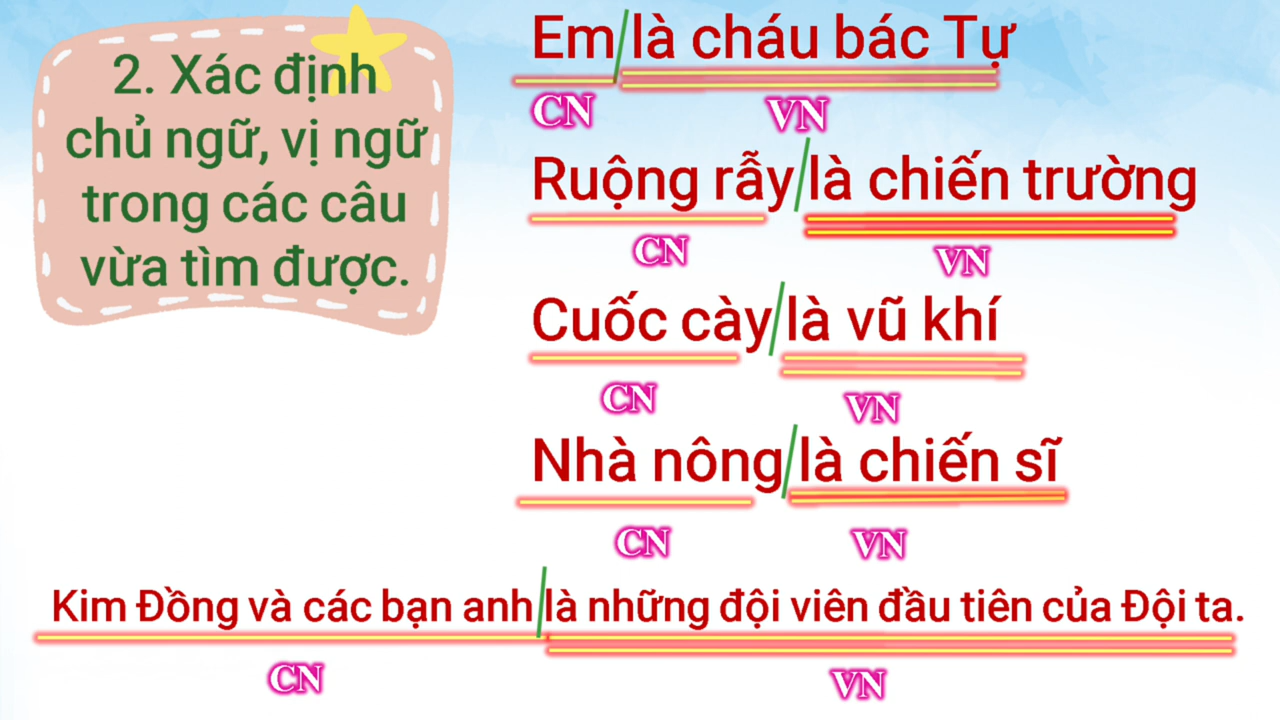 2. Xác định
chủ ngữ, vị ngữ
trong các câu
vừa tìm được.
Em/là cháu bác Tự
CN VN
Ruộng rẫy/là chiến trường
CN VN
Cuốc cày/là vũ khí
CN VN
Nhà nông/là chiến sĩ
CN VN
Kim Đồng và các bạn anh/là những đội viên đầu tiên của Đội ta.
CN VN